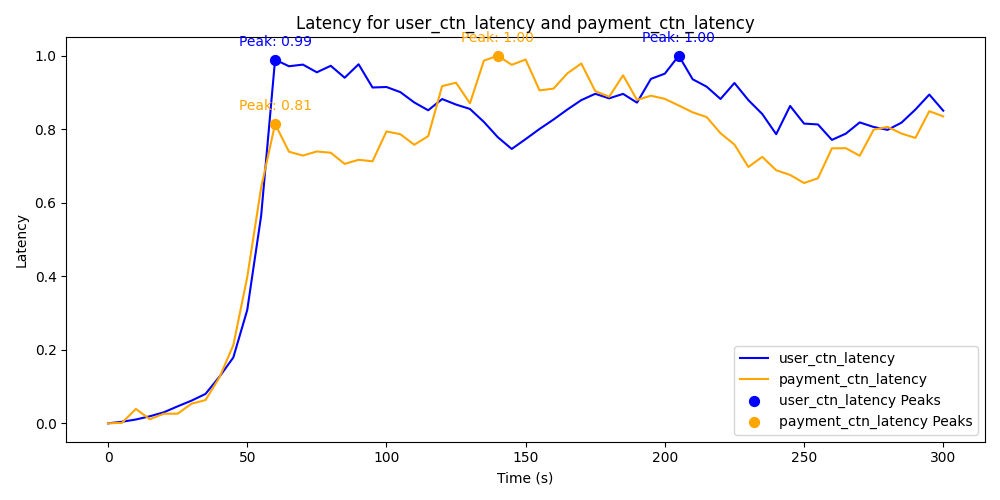 Latency for user_ctn_latency and payment_ctn_latency
Peak: 0.99
Peak: 1.00
Peak: 1.00
Peak: 0.81
Latency
1.0
0.8
0.6
0.4
0.2
0.0
0
50
100
150
200
250
300
Time (s)
user_ctn_latency
payment_ctn_latency
user_ctn_latency Peaks
payment_ctn_latency Peaks